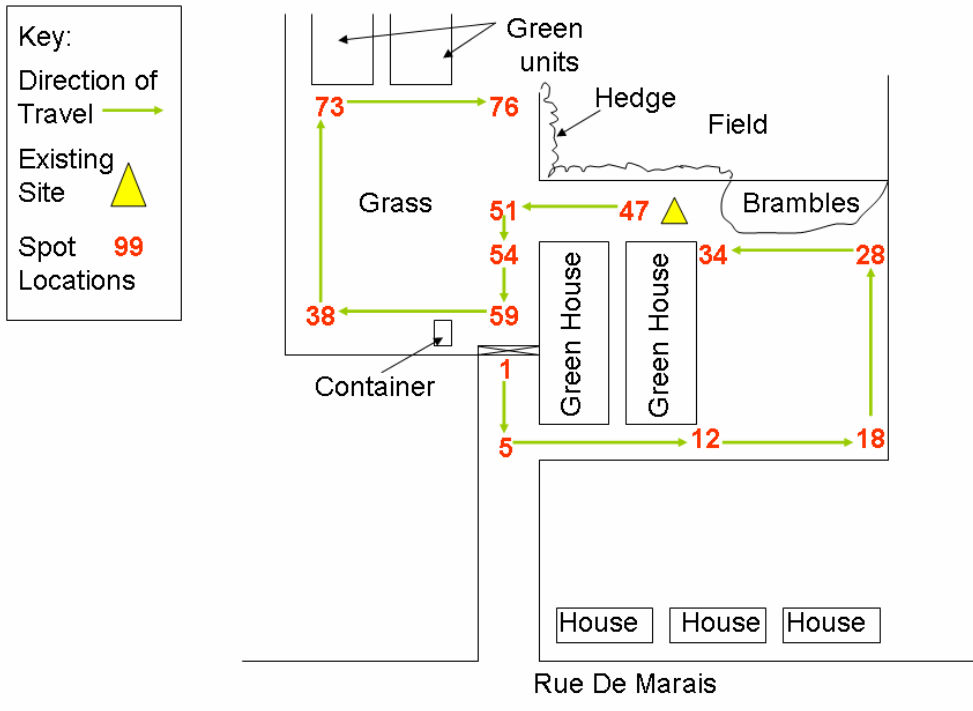 Key:
Direction of
Travel
Existing
Site
Spot 99
Locations
Green
units
73
76
Hedge
Field
Grass
51
47
Brambles
54
34
28
38
59
Green House
Green House
Container
1
5
12
18
House
House
House
Rue De Marais